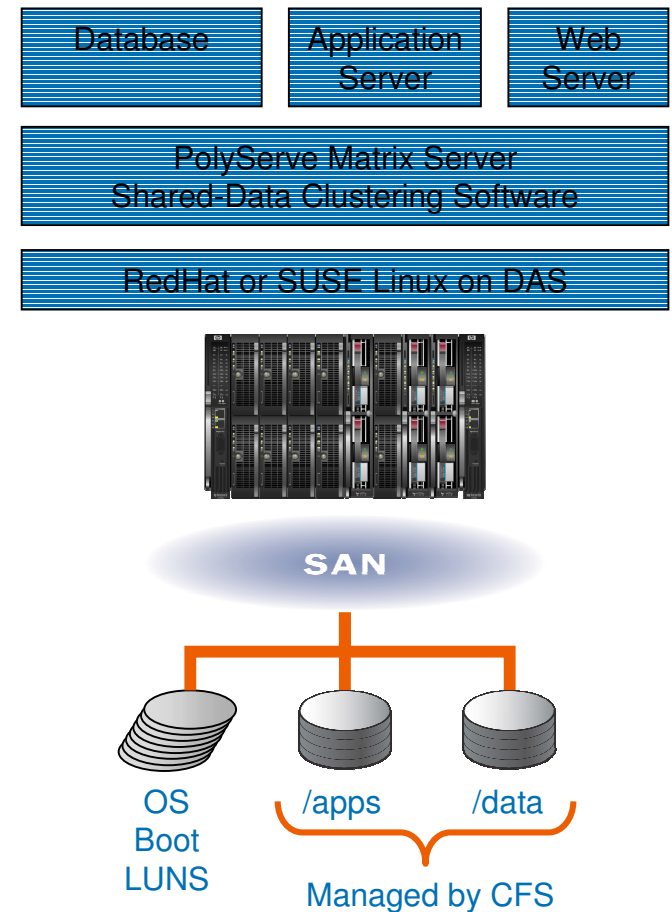 Database
Application
Server
Web
Server
PolyServe Matrix Server
Shared-Data Clustering Software
RedHat or SUSE Linux on DAS
SAN
OS
Boot
LUNS
/apps
/data
Managed by CFS